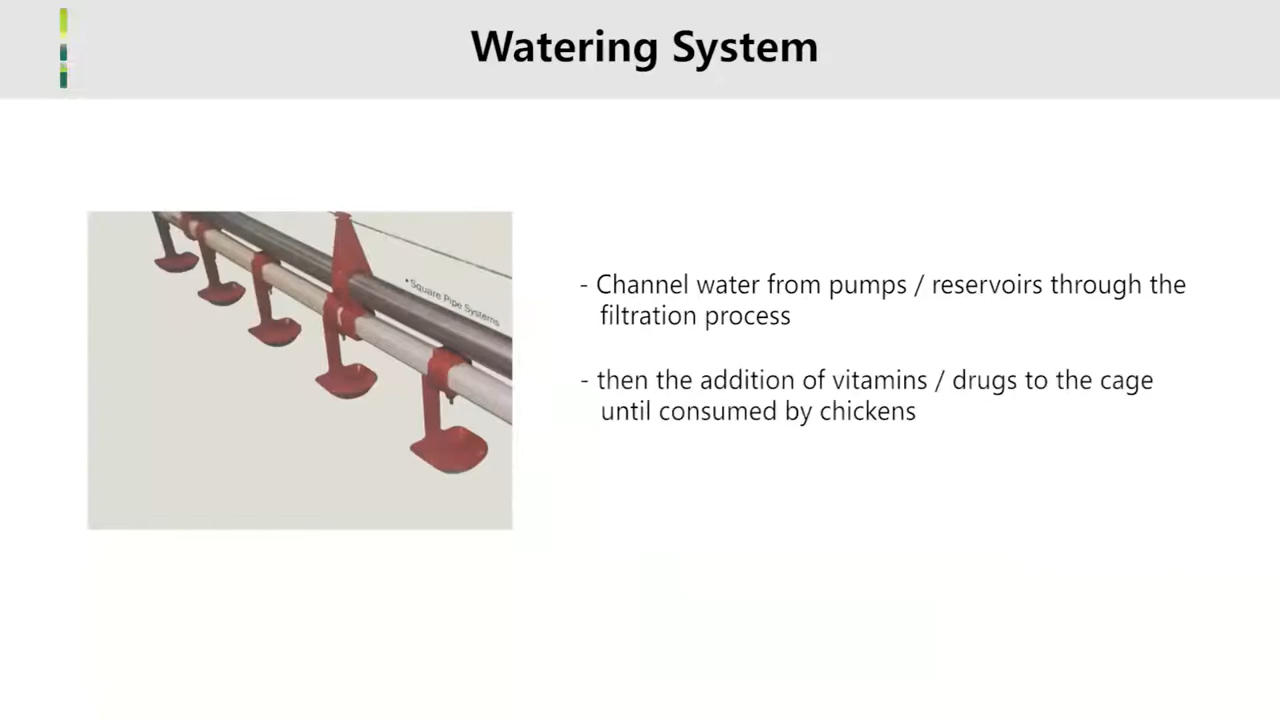 Watering System
• Square Pipe Systems
- Channel water from pumps / reservoirs through the
filtration process
- then the addition of vitamins / drugs to the cage
until consumed by chickens